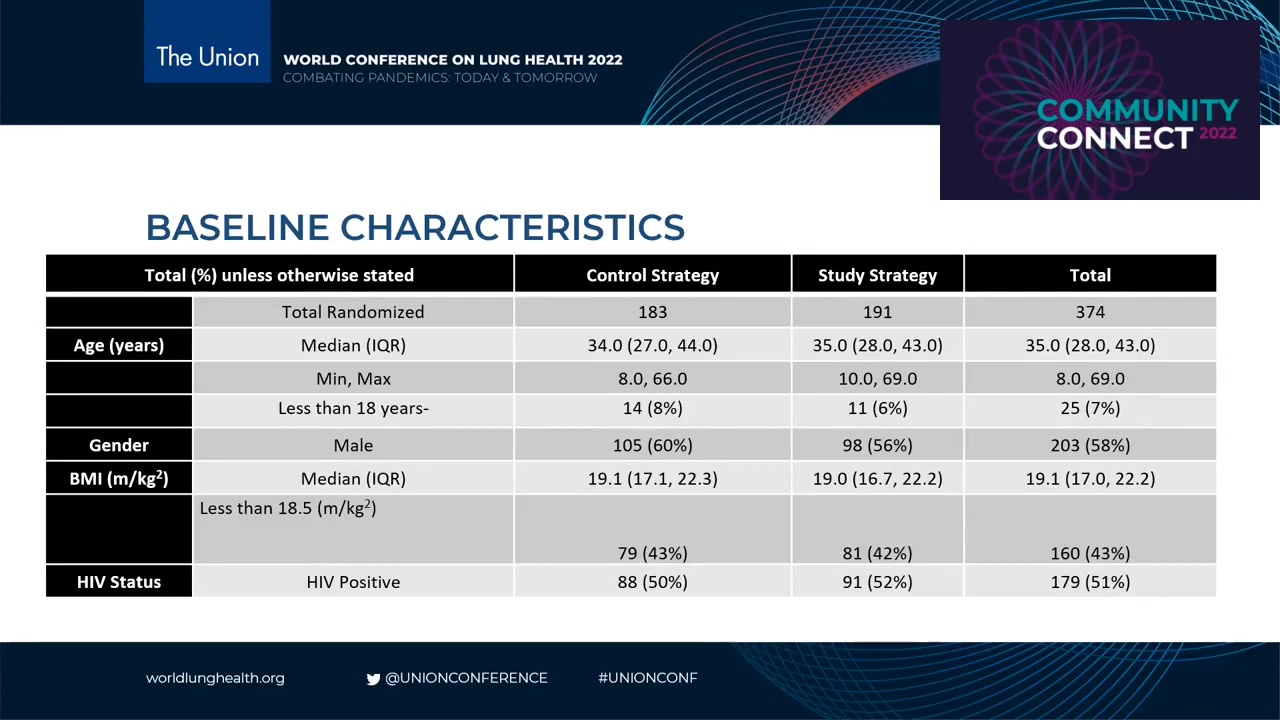 The Union
WORLD CONFERENCE ON LUNG HEALTH 2022
COMBATING PANDEMICS: TODAY & TOMORROW
COMMUNITY
CONNECT 2022
BASELINE CHARACTERISTICS
Total (%) unless otherwise stated Control Strategy Study Strategy Total
Total Randomized 183 191 374
Age (years) Median (IQR) 34.0 (27.0, 44.0) 35.0 (28.0, 43.0) 35.0 (28.0, 43.0)
Min, Max 8.0, 66.0 10.0, 69.0 8.0, 69.0
Less than 18 years- 14 (8%) 11 (6%) 25 (7%)
Gender Male 105 (60%) 98 (56%) 203 (58%)
BMI (m/kg²) Median (IQR) 19.1 (17.1, 22.3) 19.0 (16.7, 22.2) 19.1 (17.0, 22.2)
Less than 18.5 (m/kg²)
79 (43%) 81 (42%) 160 (43%)
HIV Status HIV Positive 88 (50%) 91 (52%) 179 (51%)
worldlunghealth.org @UNIONCONFERENCE #UNIONCONF